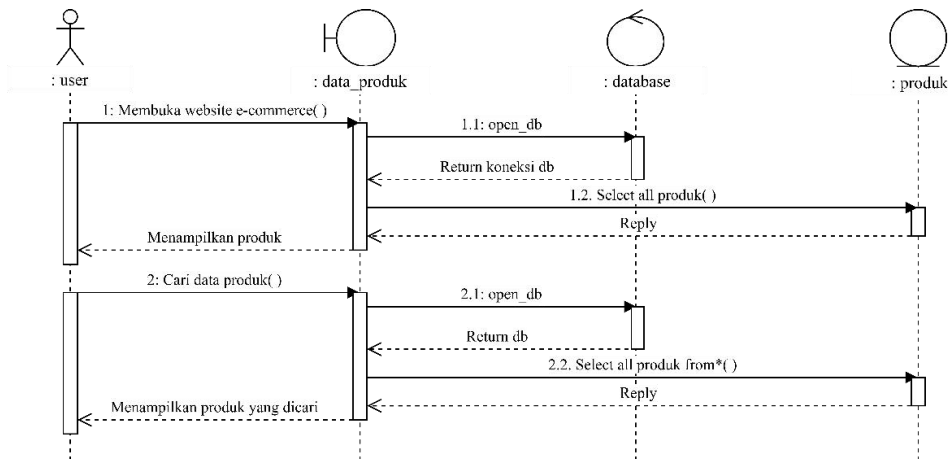 : user
: data_produk
: database
: produk
1: Membuka website e-commerce( )
1.1: open_db
Return koneksi db
1.2. Select all produk( )
Reply
Menampilkan produk
2: Cari data produk( )
2.1: open_db
Return db
2.2. Select all produk from*( )
Reply
Menampilkan produk yang dicari